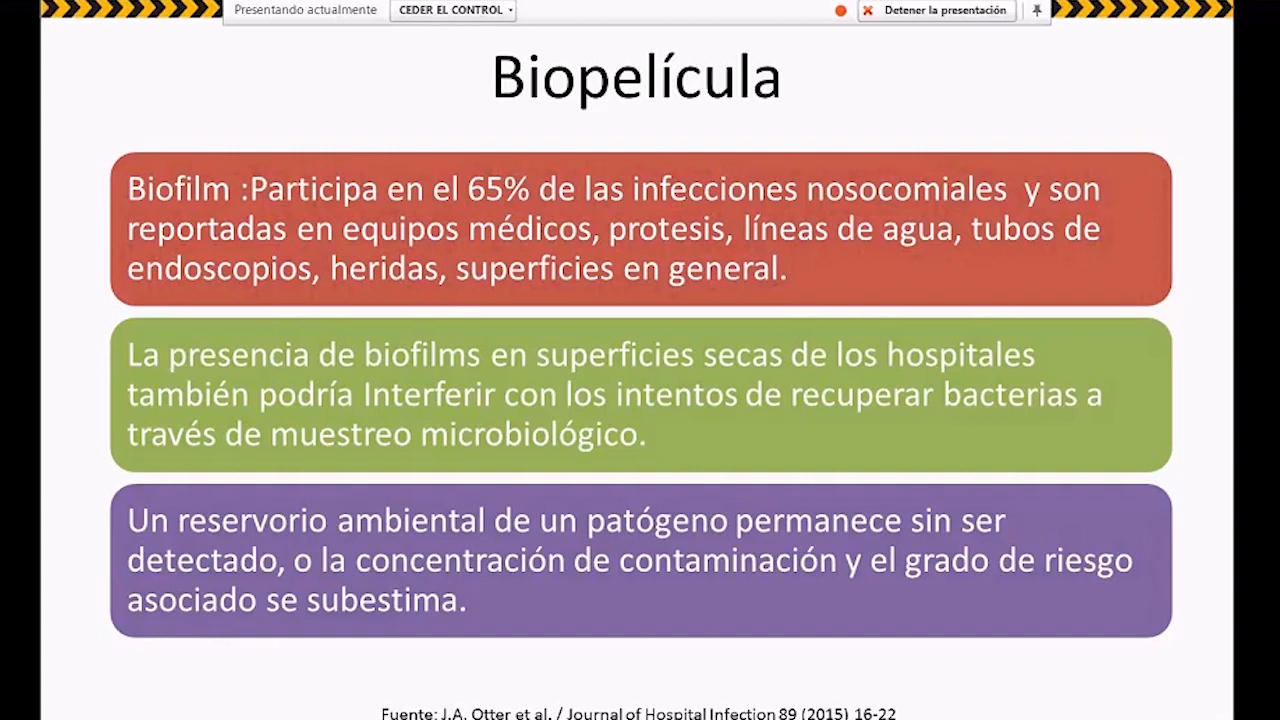 Presentando actualmente CEDER EL CONTROL Detener la presentación
Biopelícula
Biofilm :Participa en el 65% de las infecciones nosocomiales y son
reportadas en equipos médicos, protesis, líneas de agua, tubos de
endoscopios, heridas, superficies en general.
La presencia de biofilms en superficies secas de los hospitales
también podría Interferir con los intentos de recuperar bacterias a
través de muestreo microbiológico.
Un reservorio ambiental de un patógeno permanece sin ser
detectado, o la concentración de contaminación y el grado de riesgo
asociado se subestima.
Fuente: J.A. Otter et al. / Journal of Hospital Infection 89 (2015) 16-22